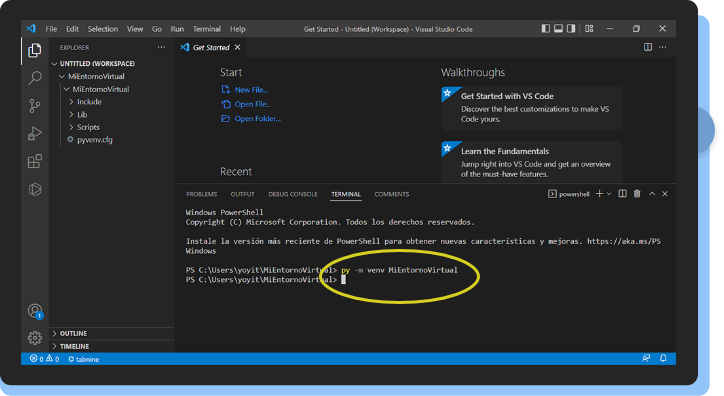 File Edit Selection View Go Run Terminal Help Get Started - Untitled (Workspace) - Visual Studio Code
EXPLORER
UNTITLED (WORKSPACE)
MiEntornoVirtual
MiEntornoVirtual
Include
Lib
Scripts
pyvenv.cfg
OUTLINE
TIMELINE
Get Started
Start
New File...
Open File...
Open Folder...
Recent
Walkthroughs
Get Started with VS Code
Discover the best customizations to make VS
Code yours.
Learn the Fundamentals
Jump right into VS Code and get an overview
of the must-have features.
PROBLEMS OUTPUT DEBUG CONSOLE TERMINAL COMMENTS powershell
Windows PowerShell
Copyright (C) Microsoft Corporation. Todos los derechos reservados.
Instale la versión más reciente de PowerShell para obtener nuevas características y mejoras. https://aka.ms/PS
Windows
PS C:\Users\yoyit\MiEntornoVirtual> py -m venv MiEntornoVirtual
PS C:\Users\yoyit\MiEntornoVirtual>
1
0 0 tabnine